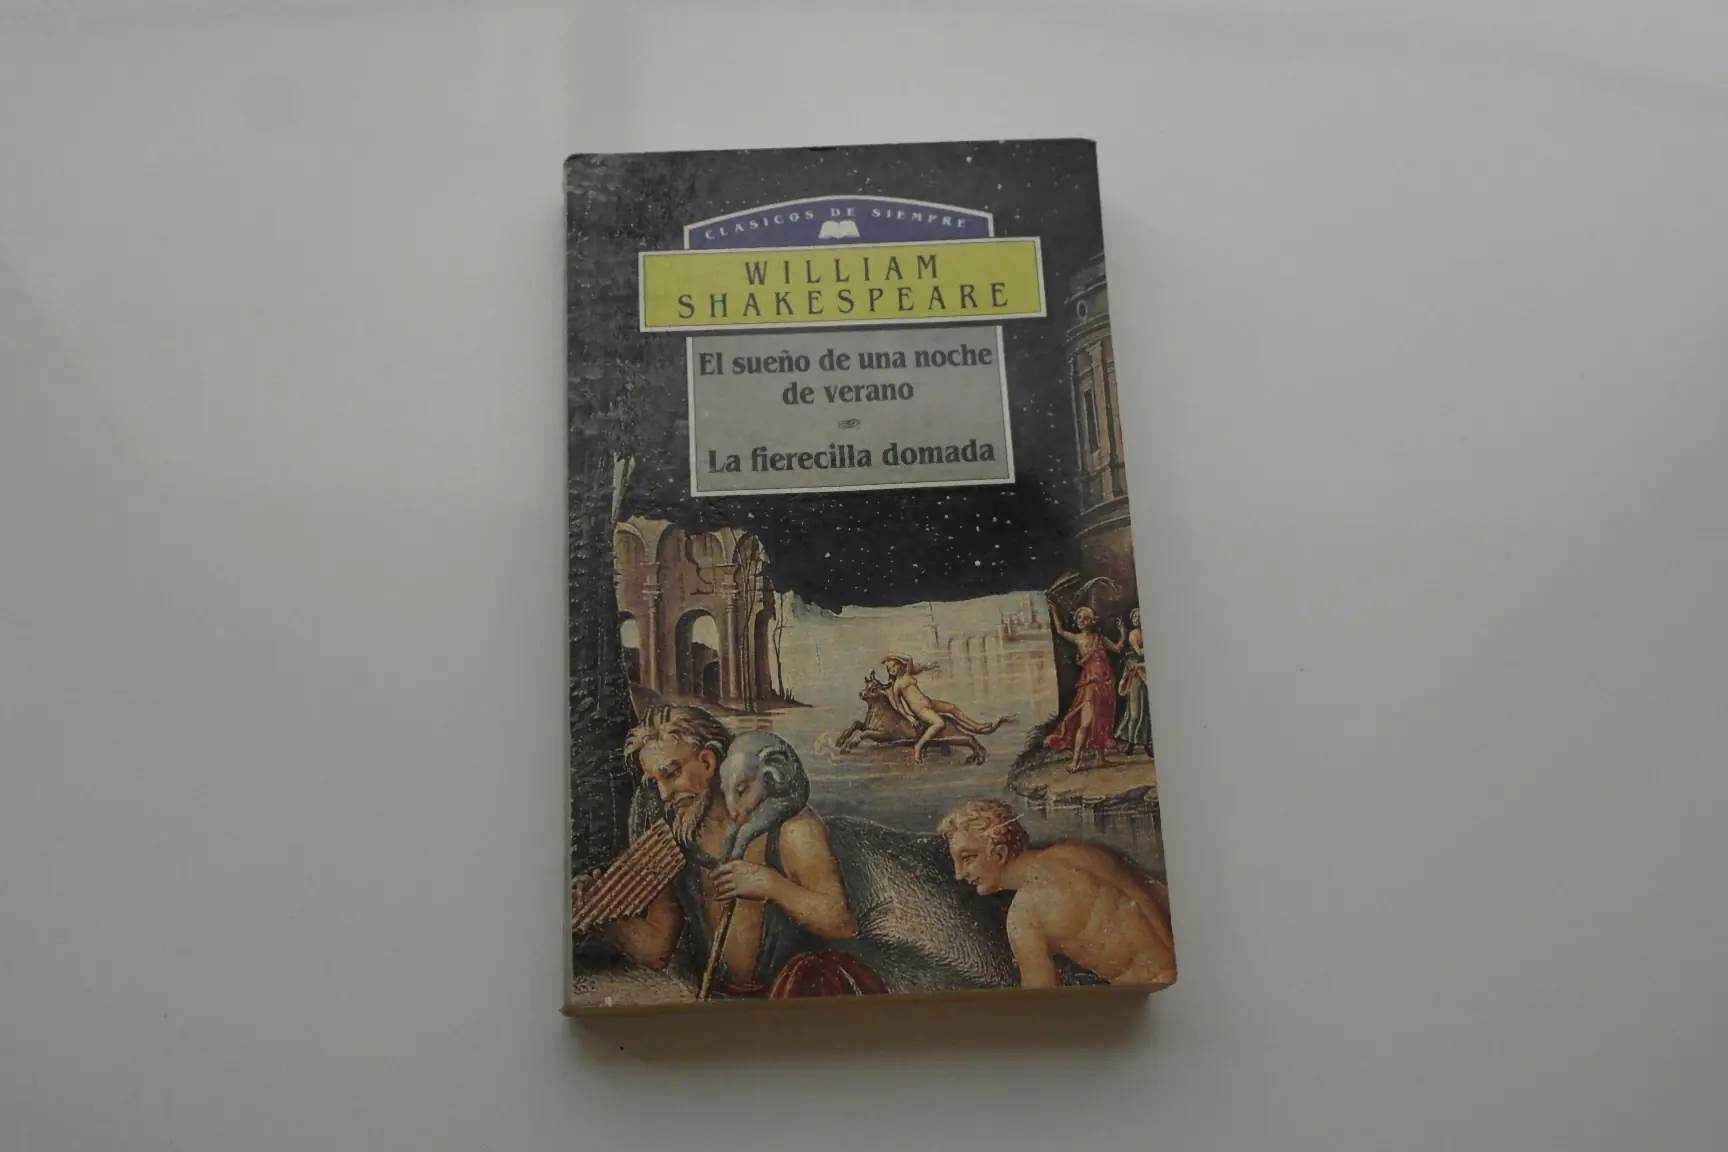 CLASICOS DE SIEMPRE
WILLIAM
SHAKESPEARE
El sueño de una noche
de verano
La fierecilla domada